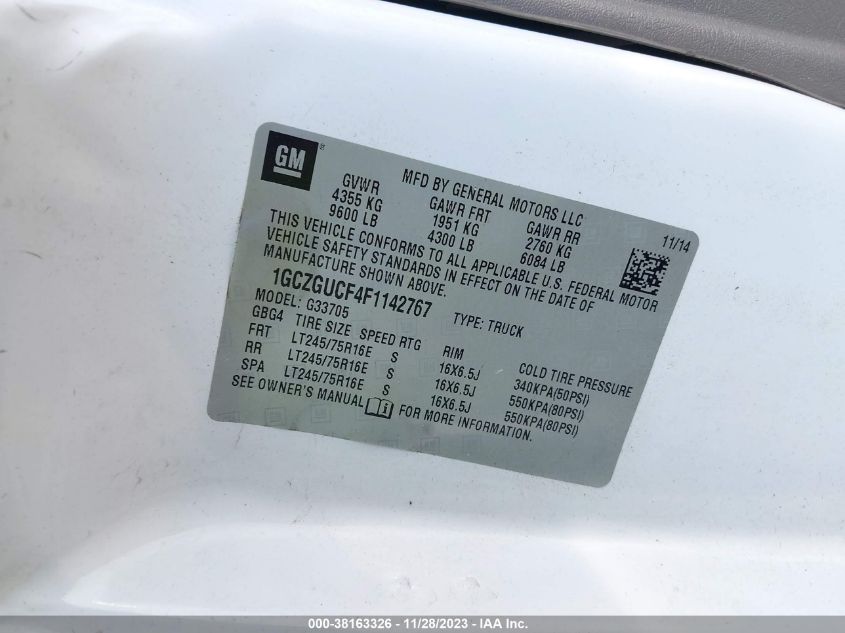 GM
MFD BY GENERAL MOTORS LLC 11/14
GVWR GAWR FRT GAWR RR
4355 KG 1951 KG 2760 KG
9600 LB 4300 LB 6084 LB
THIS VEHICLE CONFORMS TO ALL APPLICABLE U.S. FEDERAL MOTOR
VEHICLE SAFETY STANDARDS IN EFFECT ON THE DATE OF
MANUFACTURE SHOWN ABOVE.
1GCZGUCF4F1142767 TYPE: TRUCK
MODEL: G33705
GBG4 TIRE SIZE SPEED RTG RIM COLD TIRE PRESSURE
FRT LT245/75R16E S 16X6.5J 340KPA(50PSI)
RR LT245/75R16E S 16X6.5J 550KPA(80PSI)
SPA LT245/75R16E S 16X6.5J 550KPA(80PSI)
SEE OWNER'S MANUAL FOR MORE INFORMATION.
000-38163326 - 11/28/2023 - IAA Inc.